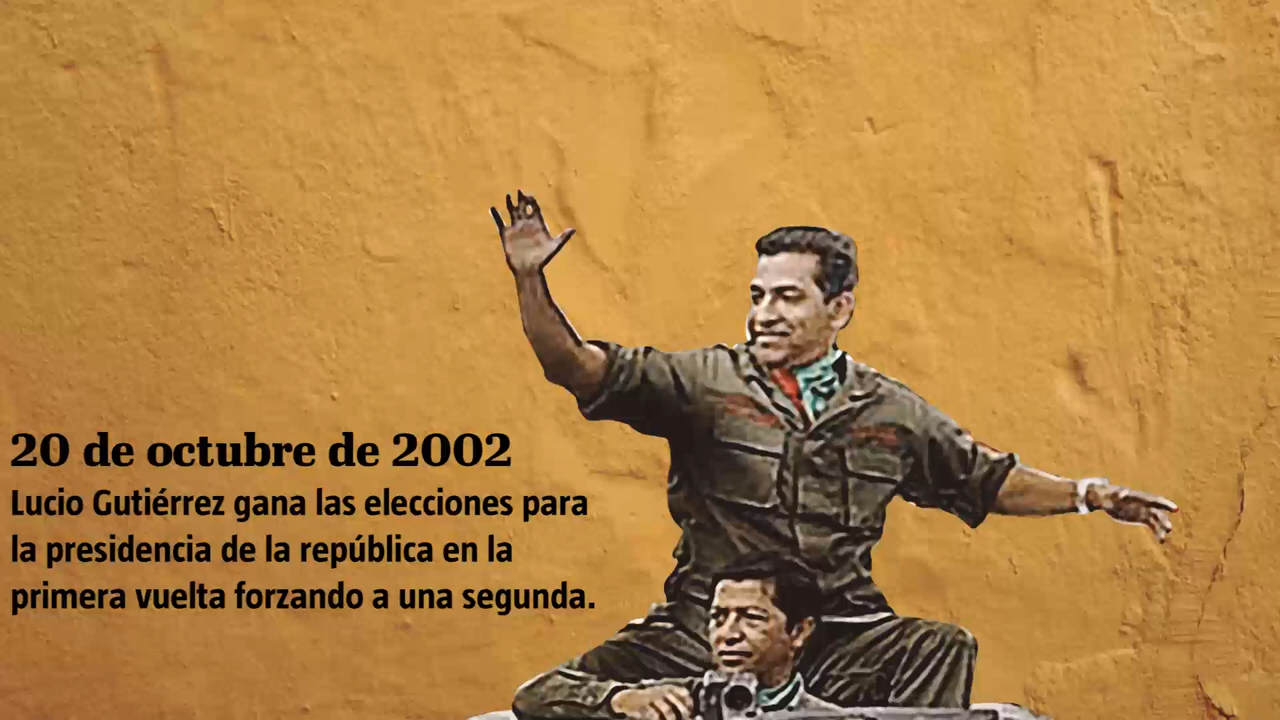 20 de octubre de 2002
Lucio Gutiérrez gana las elecciones para
la presidencia de la república en la
primera vuelta forzando a una segunda.